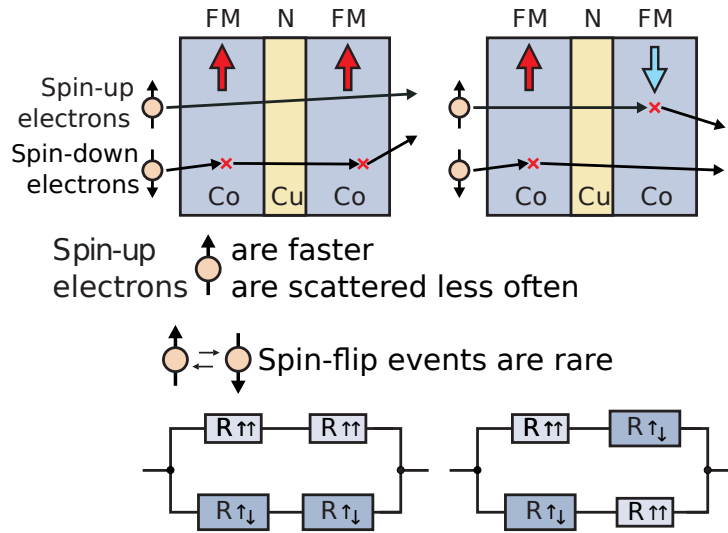 FM N FM
FM N FM
Spin-up
electrons
Spin-down
electrons
Co Cu Co
Co Cu Co
Spin-up
electrons
are faster
are scattered less often
Spin-flip events are rare
R↑↑ R↑↑
R↑↓ R↑↓
R↑↑ R↑↓
R↑↓ R↑↑